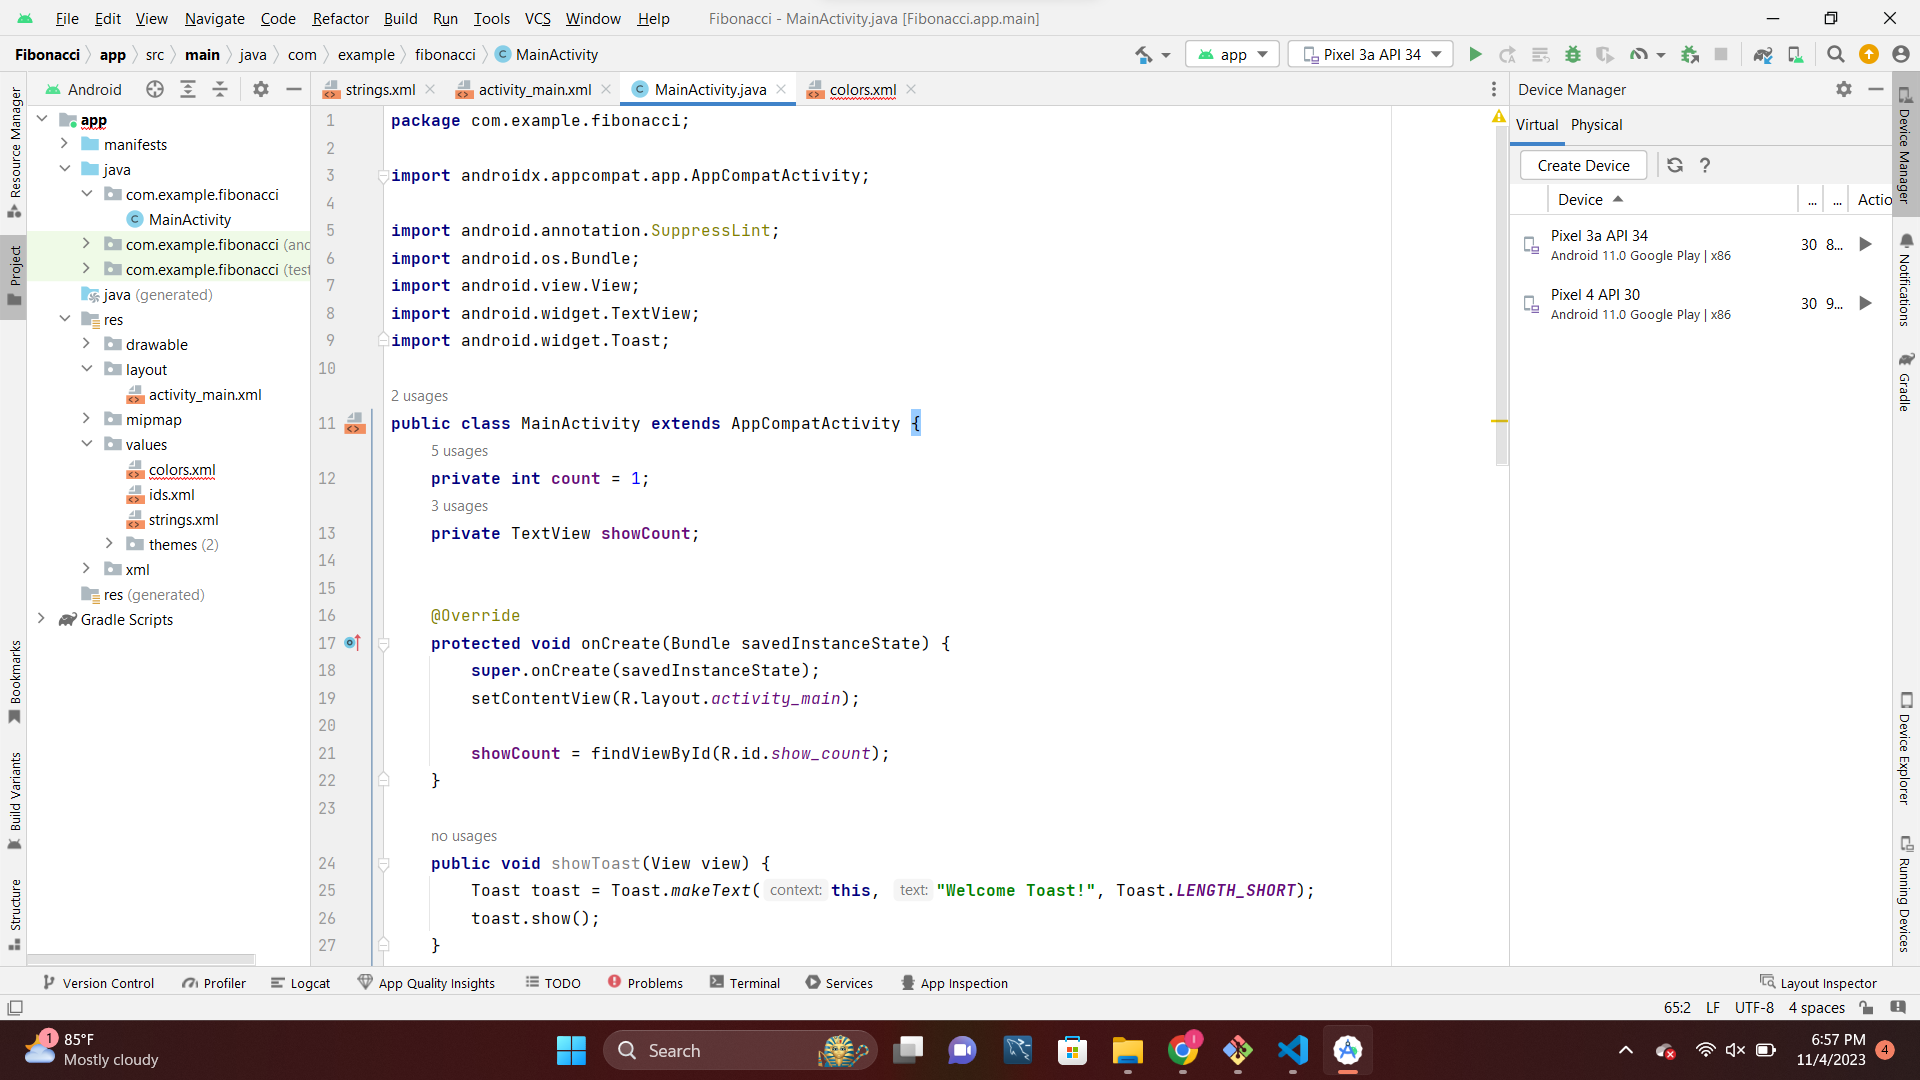 File Edit View Navigate Code Refactor Build Run Tools VCS Window Help Fibonacci - MainActivity.java [Fibonacci.app.main]
Fibonacci app src main java com example fibonacci C MainActivity
app Pixel 3a API 34
Android
strings.xml activity_main.xml C MainActivity.java colors.xml
Device Manager
Resource Manager
Project
Bookmarks
Build Variants
Structure
app
manifests
java
com.example.fibonacci
C MainActivity
com.example.fibonacci (and
com.example.fibonacci (test
java (generated)
res
drawable
layout
activity_main.xml
mipmap
values
colors.xml
ids.xml
strings.xml
themes (2)
xml
res (generated)
Gradle Scripts
1 package com.example.fibonacci;
2
3 import androidx.appcompat.app.AppCompatActivity;
4
5 import android.annotation.SuppressLint;
6 import android.os.Bundle;
7 import android.view.View;
8 import android.widget.TextView;
9 import android.widget.Toast;
10
2 usages
11 public class MainActivity extends AppCompatActivity {
5 usages
12 private int count = 1;
3 usages
13 private TextView showCount;
14
15
16 @Override
17 protected void onCreate(Bundle savedInstanceState) {
18 super.onCreate(savedInstanceState);
19 setContentView(R.layout.activity_main);
20
21 showCount = findViewById(R.id.show_count);
22 }
23
no usages
24 public void showToast(View view) {
25 Toast toast = Toast.makeText( context: this, text: "Welcome Toast!", Toast.LENGTH_SHORT);
26 toast.show();
27 }
Virtual Physical
Create Device ?
Device ... ... Actio
Pixel 3a API 34
Android 11.0 Google Play | x86
30 8...
Pixel 4 API 30
Android 11.0 Google Play | x86
30 9...
Device Manager
Notifications
Gradle
Device Explorer
Running Devices
Version Control Profiler Logcat App Quality Insights TODO Problems Terminal Services App Inspection Layout Inspector
65:2 LF UTF-8 4 spaces
1 85°F
Mostly cloudy
Search
1
6:57 PM
11/4/2023
4